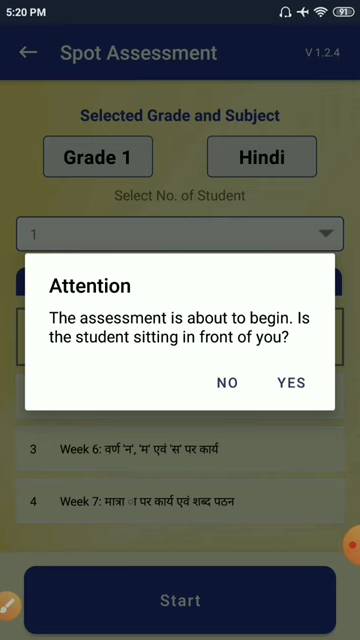 5:20 PM
91
Spot Assessment
V 1.2.4
Selected Grade and Subject
Grade 1
Hindi
Select No. of Student
1
Attention
The assessment is about to begin. Is
the student sitting in front of you?
NO
YES
3 Week 6: वर्ण 'न', 'म' एवं 'स' पर कार्य
4 Week 7: मात्रा ा पर कार्य एवं शब्द पठन
Start